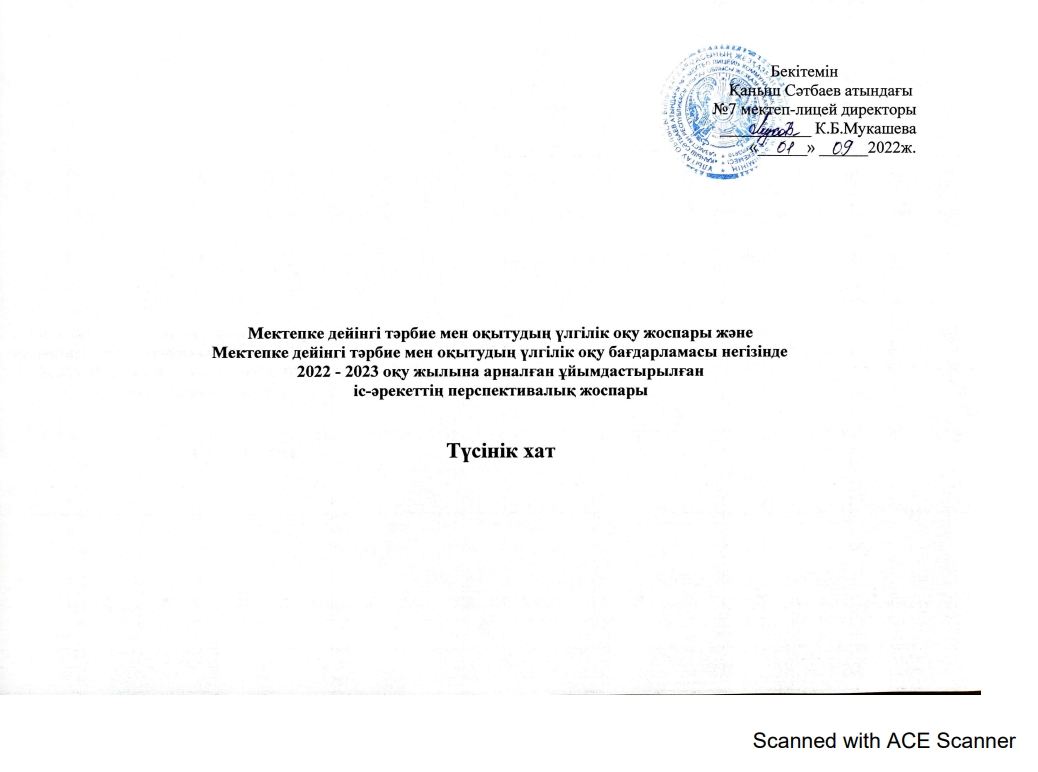 Бекітемін
Қаныш Сәтбаев атындағы
№7 мектеп-лицей директоры
К.Б.Мукашева
« 01 » 09 2022ж.
Мектепке дейінгі тәрбие мен оқытудың үлгілік оқу жоспары және
Мектепке дейінгі тәрбие мен оқытудың үлгілік оқу бағдарламасы негізінде
2022 - 2023 оқу жылына арналған ұйымдастырылған
іс-әрекеттің перспективалық жоспары
Түсінік хат
Scanned with ACE Scanner